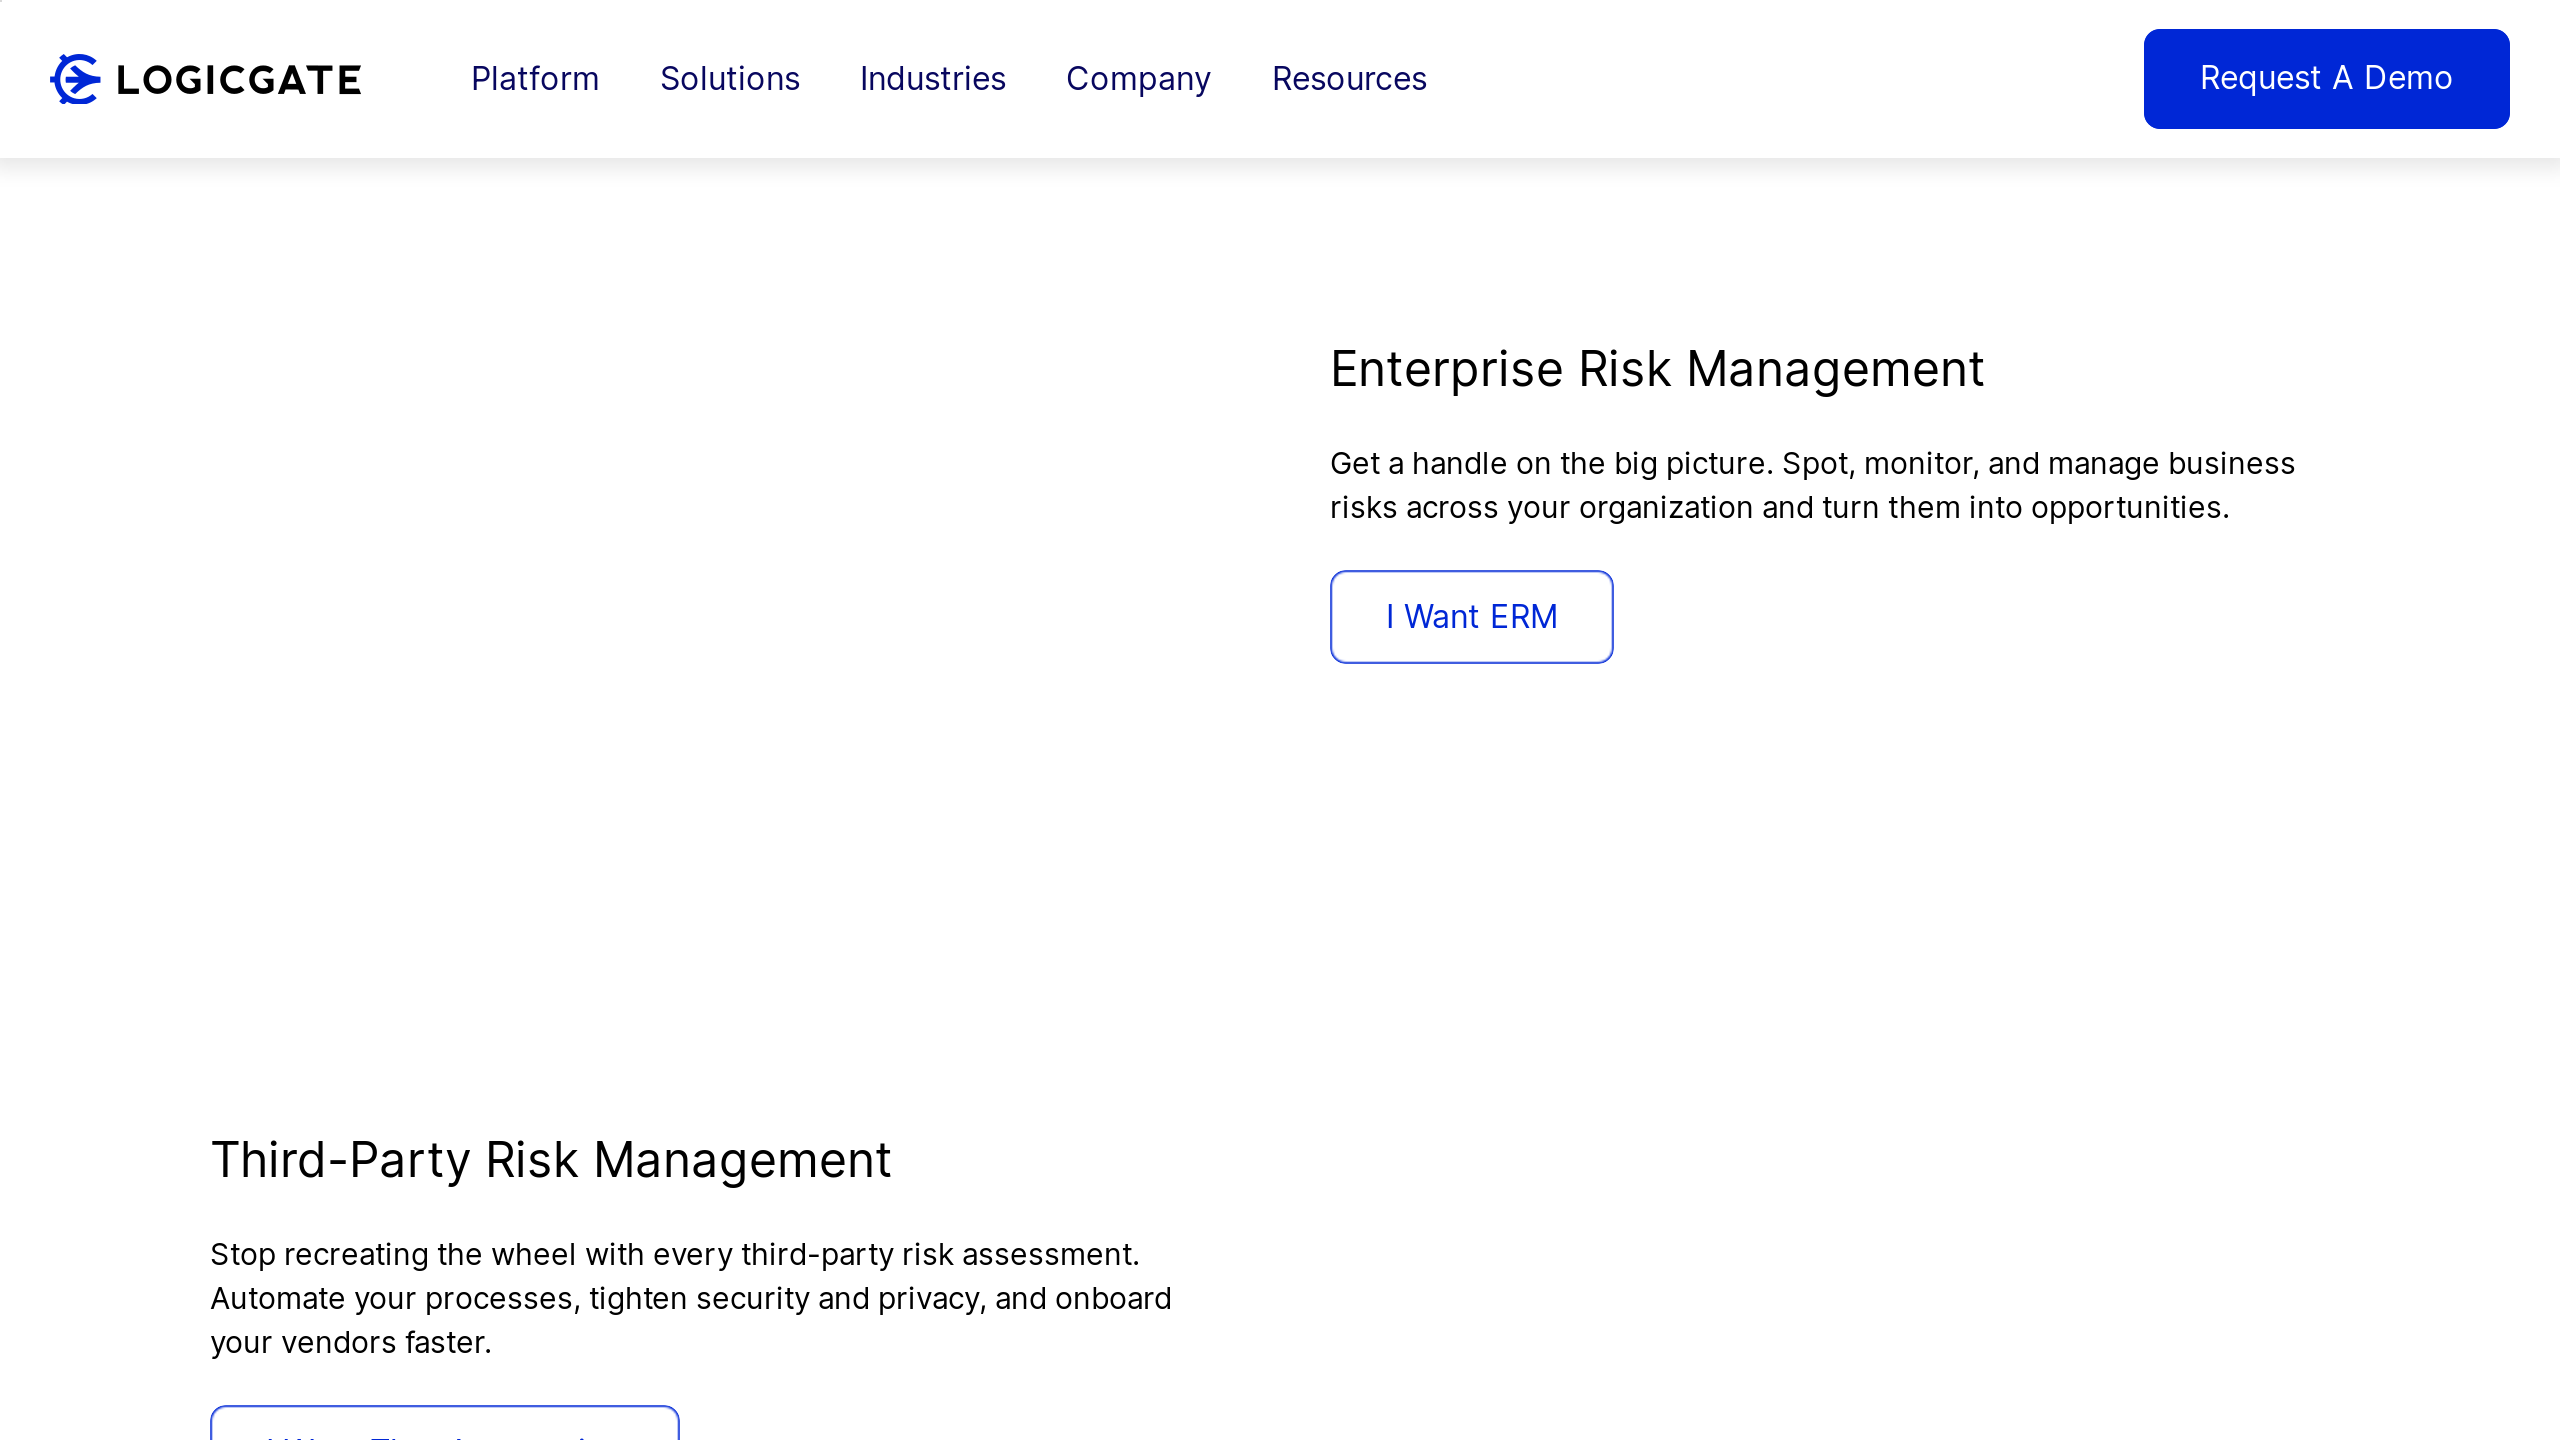 LOGICGATE
Platform
Solutions
Industries
Company
Resources
Request A Demo
Enterprise Risk Management
Get a handle on the big picture. Spot, monitor, and manage business
risks across your organization and turn them into opportunities.
I Want ERM
Third-Party Risk Management
Stop recreating the wheel with every third-party risk assessment.
Automate your processes, tighten security and privacy, and onboard
your vendors faster.